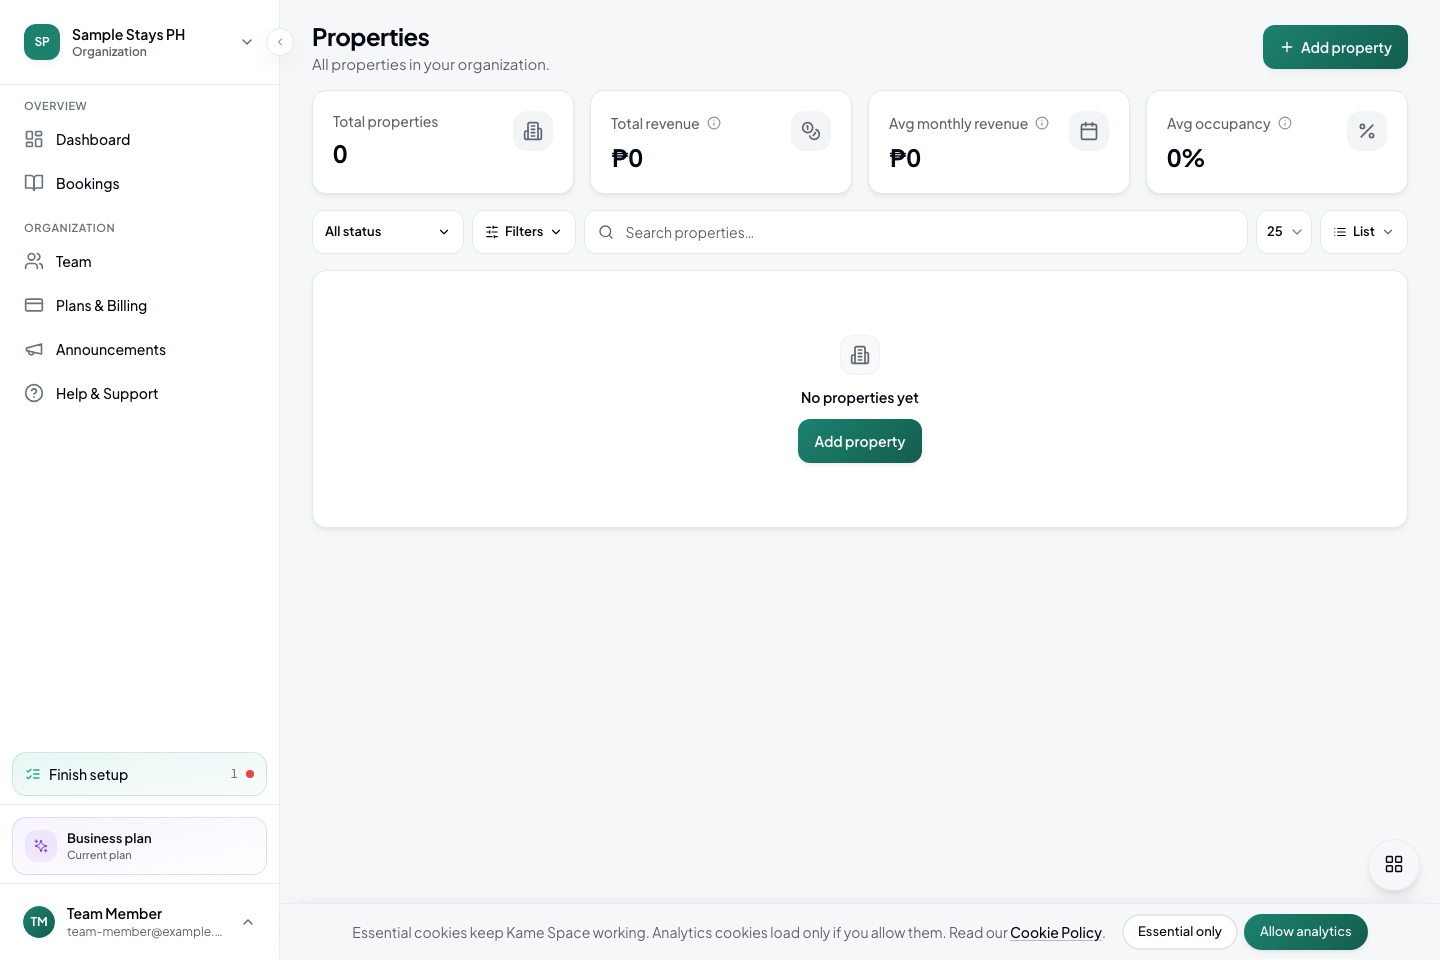 SP
Sample Stays PH
Organization
OVERVIEW
Dashboard
Bookings
ORGANIZATION
Team
Plans & Billing
Announcements
Help & Support
Finish setup
1
Business plan
Current plan
TM
Team Member
team-member@example....
Properties
All properties in your organization.
Add property
Total properties
0
Total revenue
₱0
Avg monthly revenue
₱0
Avg occupancy
0%
All status
Filters
Search properties...
25
List
No properties yet
Add property
Essential cookies keep Kame Space working. Analytics cookies load only if you allow them. Read our Cookie Policy.
Essential only
Allow analytics